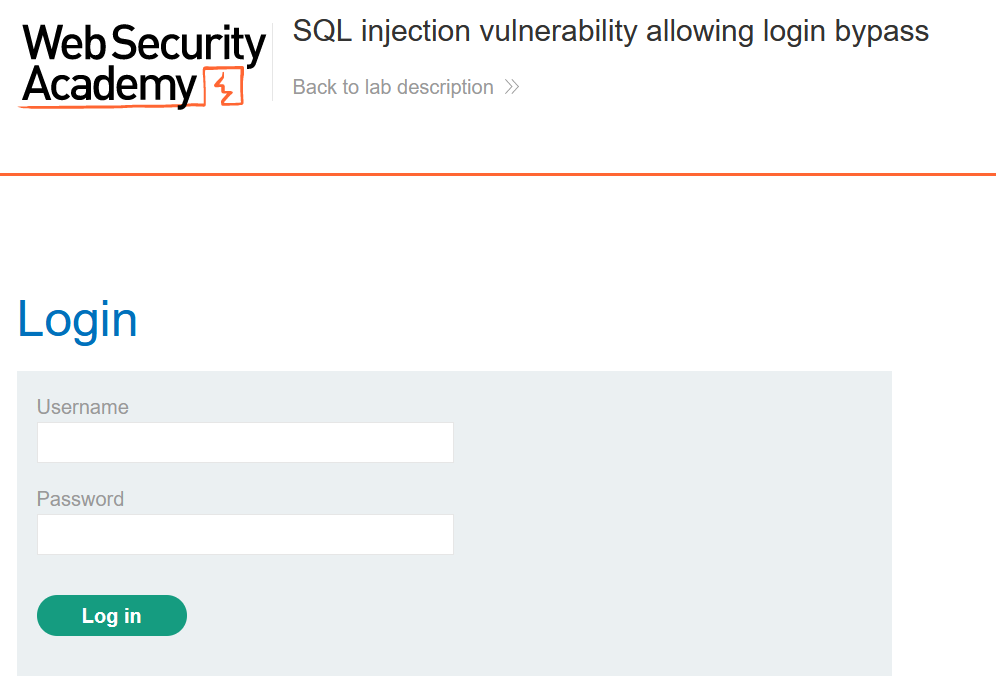 Web Security
Academy
SQL injection vulnerability allowing login bypass
Back to lab description
Login
Username
Password
Log in